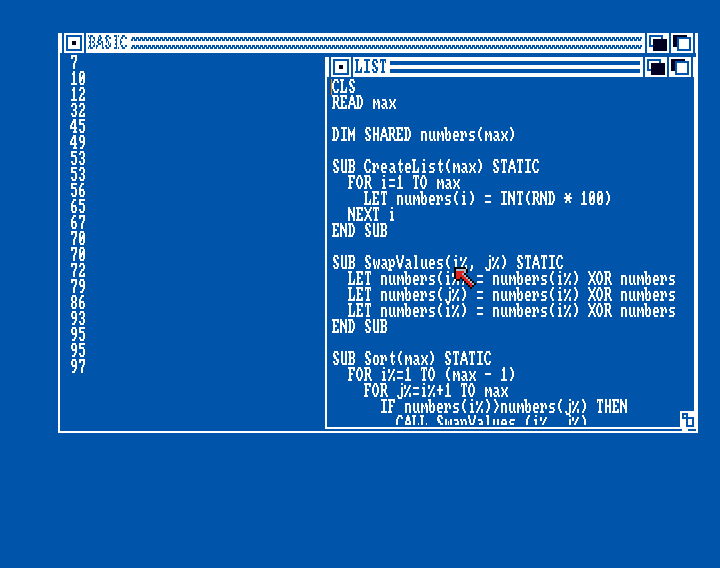 BASIC
7
10
12
32
45
49
53
53
56
65
67
70
70
72
79
86
93
95
95
97
LIST
CLS
READ max
DIM SHARED numbers(max)
SUB CreateList(max) STATIC
FOR i=1 TO max
LET numbers(i) = INT(RND * 100)
NEXT i
END SUB
SUB SwapValues(i%, j%) STATIC
LET numbers(i%) = numbers(i%) XOR numbers
LET numbers(j%) = numbers(i%) XOR numbers
LET numbers(i%) = numbers(i%) XOR numbers
END SUB
SUB Sort(max) STATIC
FOR i%=1 TO (max - 1)
FOR j%=i%+1 TO max
IF numbers(i%)>numbers(j%) THEN
CALL SwapValues (i%, j%)